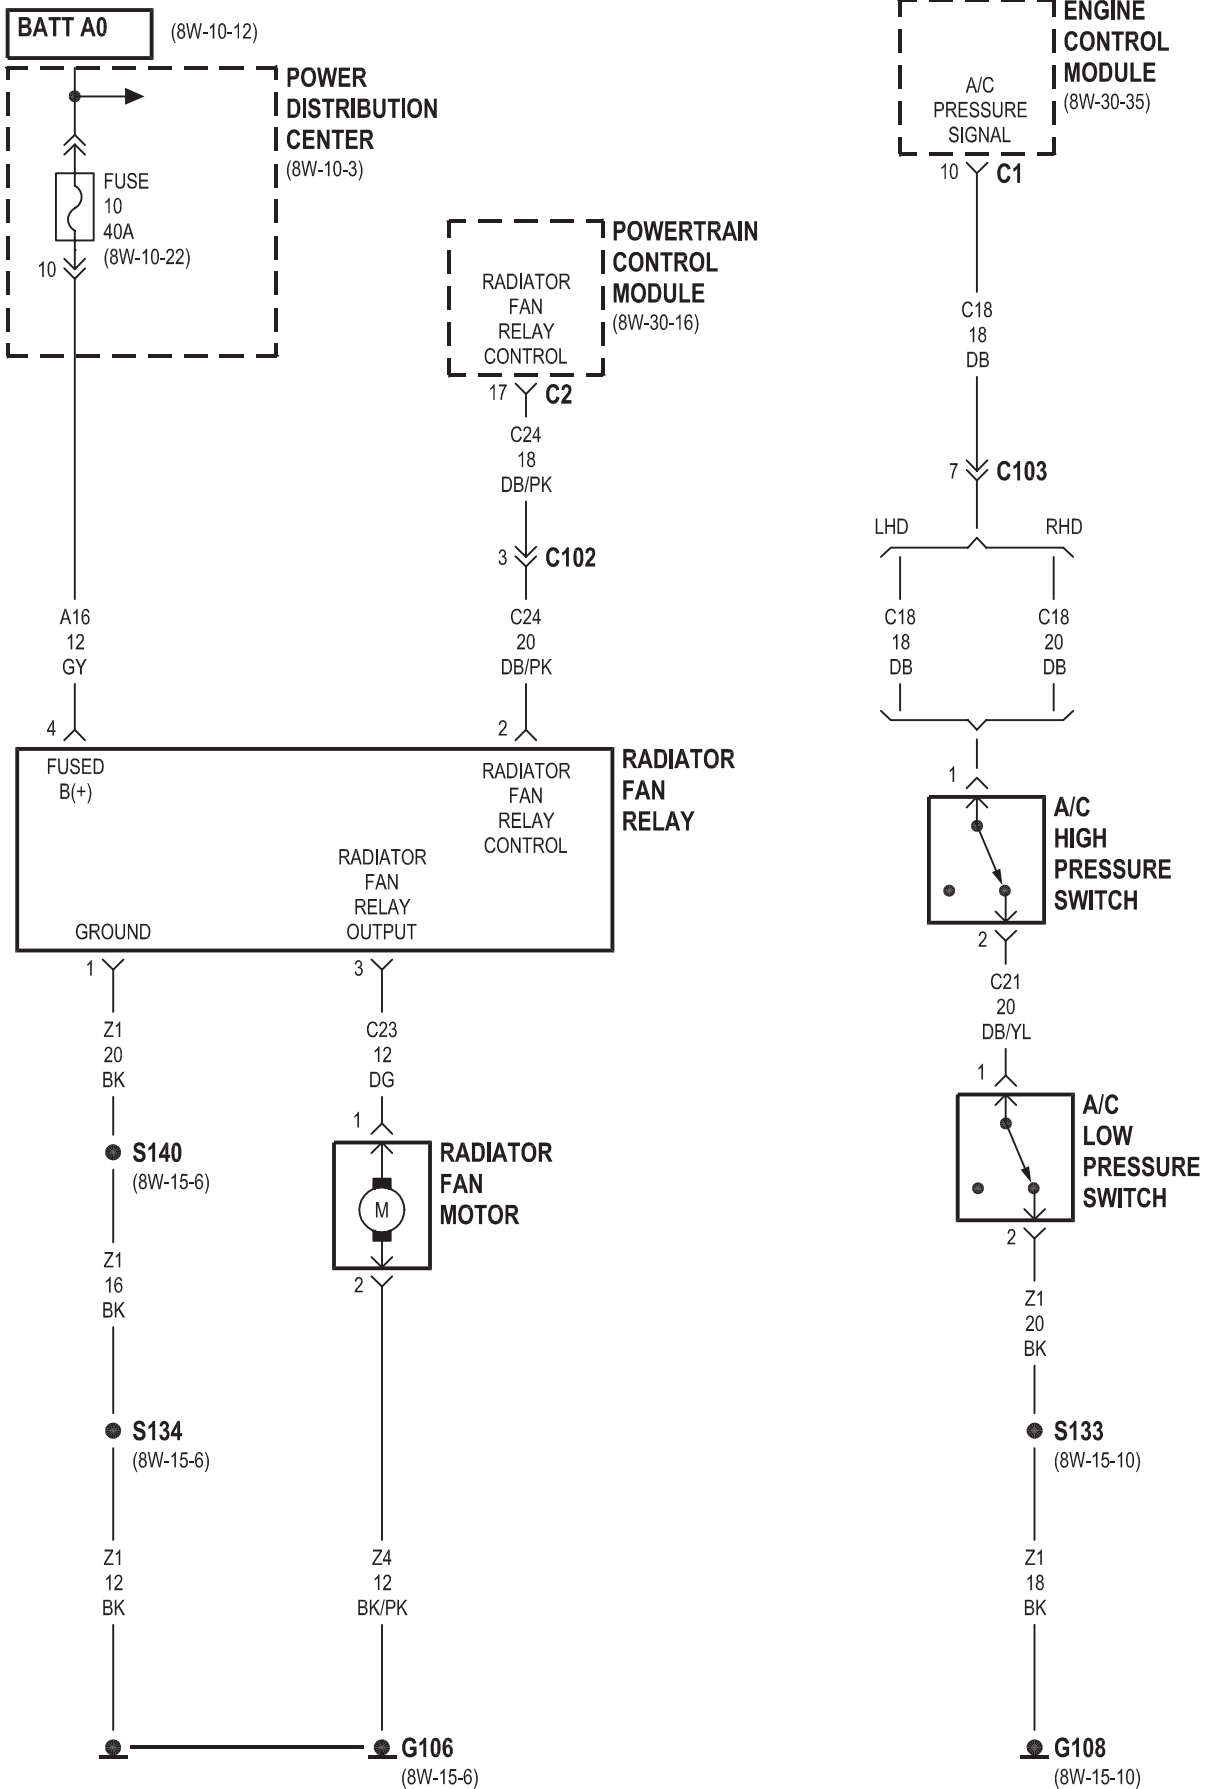 BATT A0
(8W-10-12)
POWER
DISTRIBUTION
CENTER
(8W-10-3)
FUSE
10
40A
(8W-10-22)
10
POWERTRAIN
CONTROL
MODULE
(8W-30-16)
RADIATOR
FAN
RELAY
CONTROL
17
C2
C24
18
DB/PK
3
C102
C24
20
DB/PK
2
A16
12
GY
4
FUSED
B(+)
RADIATOR
FAN
RELAY
CONTROL
RADIATOR
FAN
RELAY
RADIATOR
FAN
RELAY
OUTPUT
GROUND
1
Z1
20
BK
S140
(8W-15-6)
Z1
16
BK
S134
(8W-15-6)
Z1
12
BK
3
C23
12
DG
1
M
RADIATOR
FAN
MOTOR
2
Z4
12
BK/PK
G106
(8W-15-6)
ENGINE
CONTROL
MODULE
(8W-30-35)
A/C
PRESSURE
SIGNAL
10
C1
C18
18
DB
7
C103
LHD
RHD
C18
18
DB
C18
20
DB
1
A/C
HIGH
PRESSURE
SWITCH
2
C21
20
DB/YL
1
A/C
LOW
PRESSURE
SWITCH
2
Z1
20
BK
S133
(8W-15-10)
Z1
18
BK
G108
(8W-15-10)